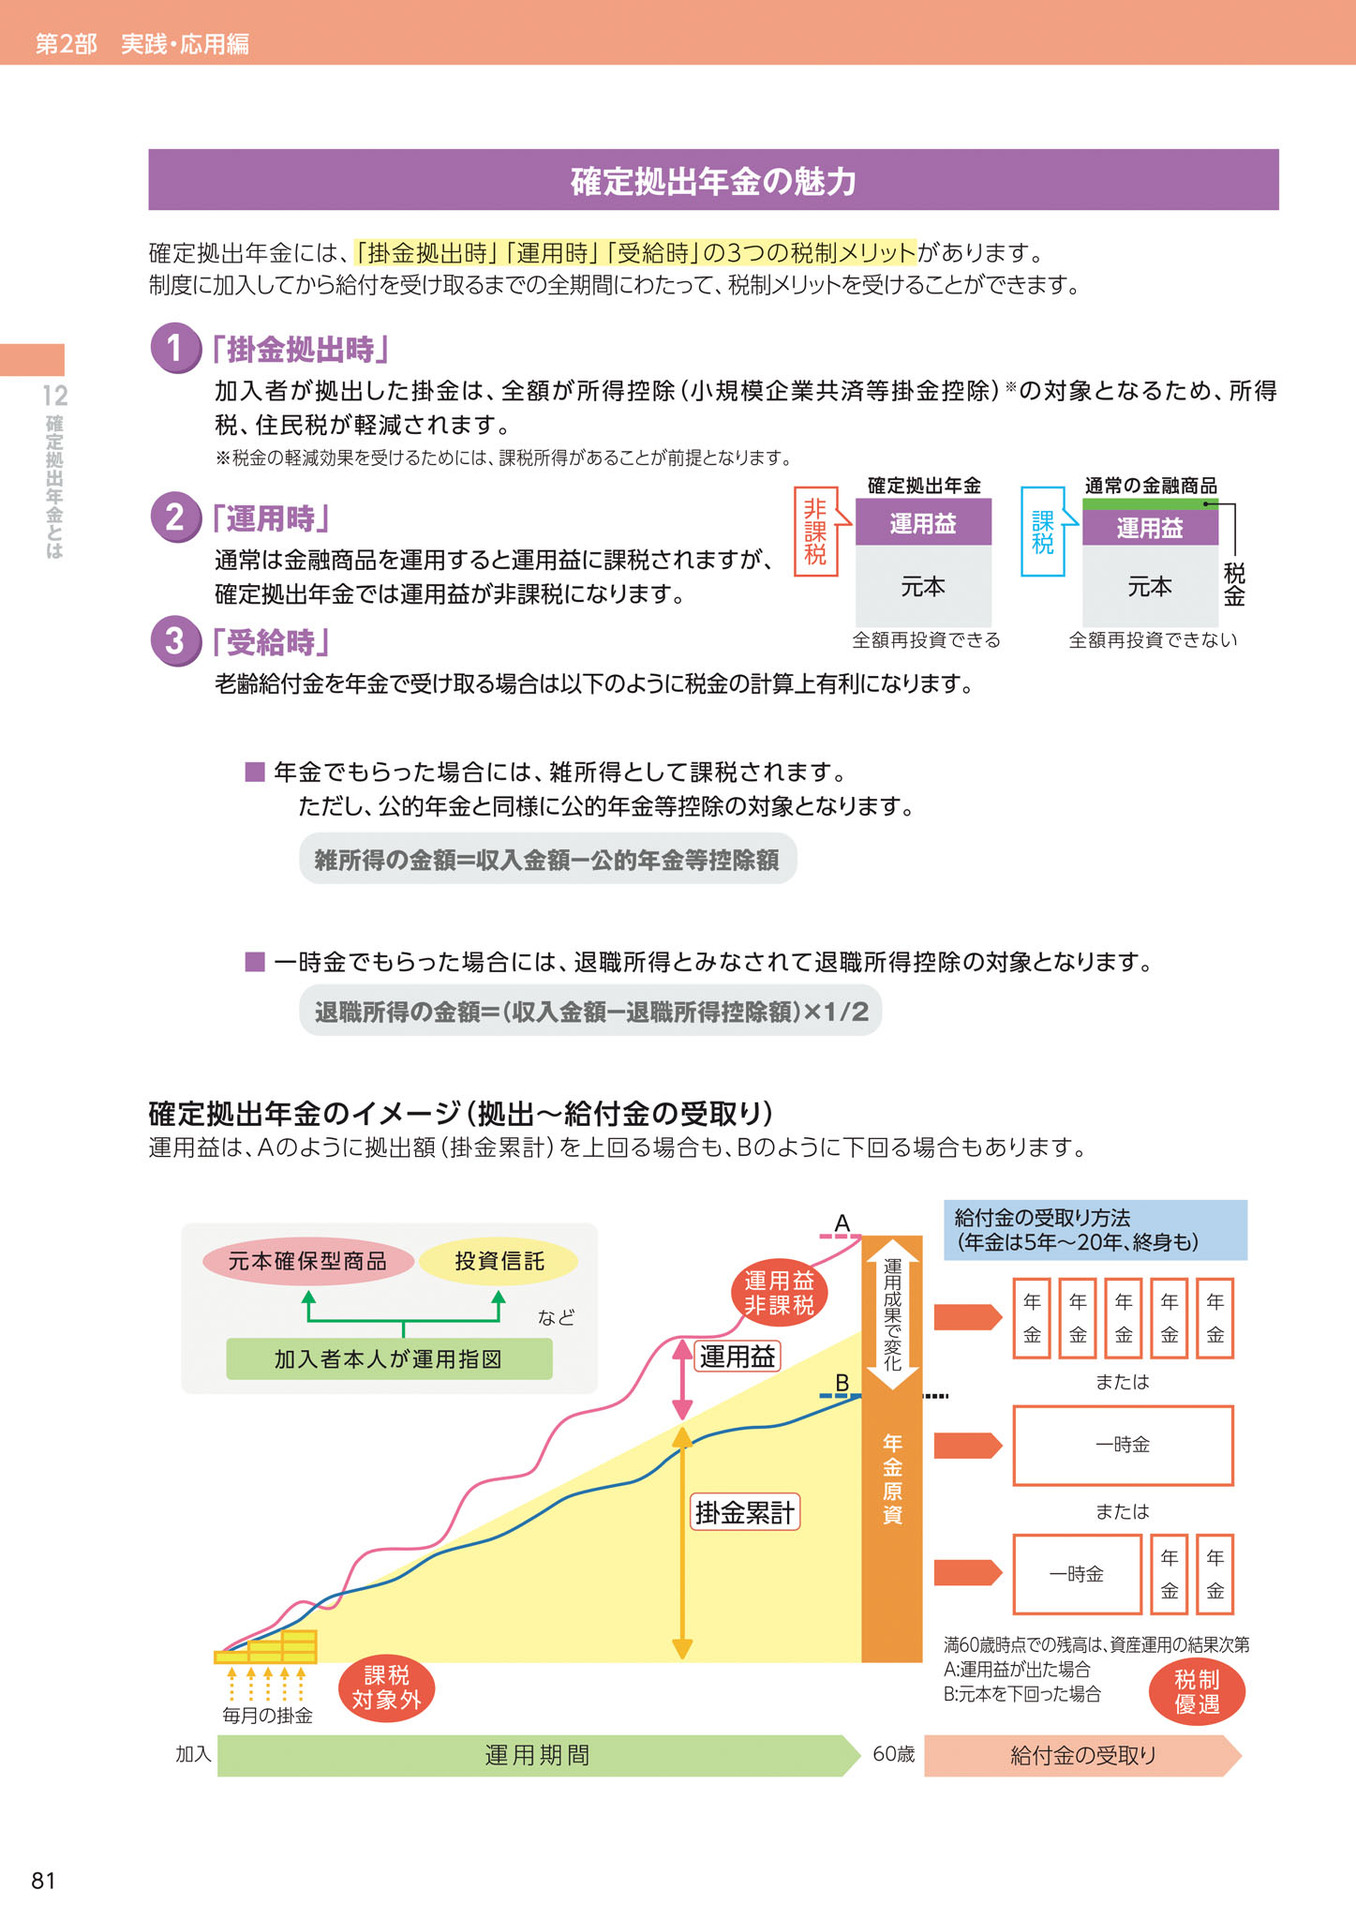 第2部　実践・応用編
確定拠出年金の魅力
確定拠出年金には、「掛金拠出時」「運用時」「受給時」の3つの税制メリットがあります。
制度に加入してから給付を受け取るまでの全期間にわたって、税制メリットを受けることができます。
12 確定拠出年金とは
1 「掛金拠出時」
加入者が拠出した掛金は、全額が所得控除（小規模企業共済等掛金控除）※の対象となるため、所得
税、住民税が軽減されます。
※税金の軽減効果を受けるためには、課税所得があることが前提となります。
2 「運用時」
通常は金融商品を運用すると運用益に課税されますが、
確定拠出年金では運用益が非課税になります。
非課税
確定拠出年金
運用益
元本
全額再投資できる
課税
通常の金融商品
運用益
元本
税金
全額再投資できない
3 「受給時」
老齢給付金を年金で受け取る場合は以下のように税金の計算上有利になります。
■ 年金でもらった場合には、雑所得として課税されます。
ただし、公的年金と同様に公的年金等控除の対象となります。
雑所得の金額＝収入金額－公的年金等控除額
■ 一時金でもらった場合には、退職所得とみなされて退職所得控除の対象となります。
退職所得の金額＝（収入金額－退職所得控除額）×1/2
確定拠出年金のイメージ（拠出～給付金の受取り）
運用益は、Aのように拠出額（掛金累計）を上回る場合も、Bのように下回る場合もあります。
元本確保型商品
投資信託
など
加入者本人が運用指図
A
運用益
非課税
運用益
B
掛金累計
運用成果で変化
年金原資
課税
対象外
毎月の掛金
給付金の受取り方法
（年金は5年～20年、終身も）
年金 年金 年金 年金 年金
または
一時金
または
一時金 年金 年金
満60歳時点での残高は、資産運用の結果次第
A:運用益が出た場合
B:元本を下回った場合
税制
優遇
加入
運用期間
60歳
給付金の受取り
81